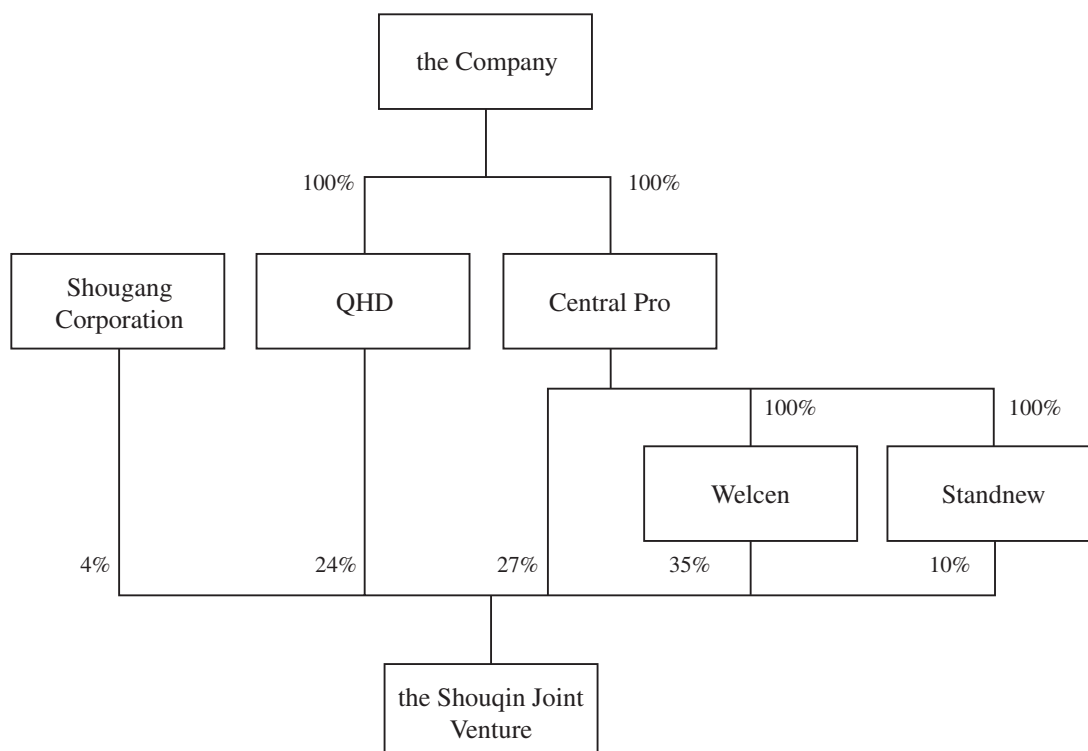 the Company
100%
100%
Shougang
Corporation
QHD
Central Pro
100%
100%
Welcen
Standnew
4%
24%
27%
35%
10%
the Shouqin Joint
Venture